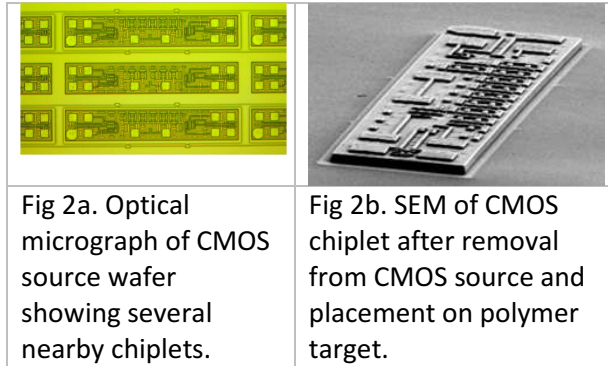 Fig 2a. Optical
micrograph of CMOS
source wafer
showing several
nearby chiplets.
Fig 2b. SEM of CMOS
chiplet after removal
from CMOS source and
placement on polymer
target.